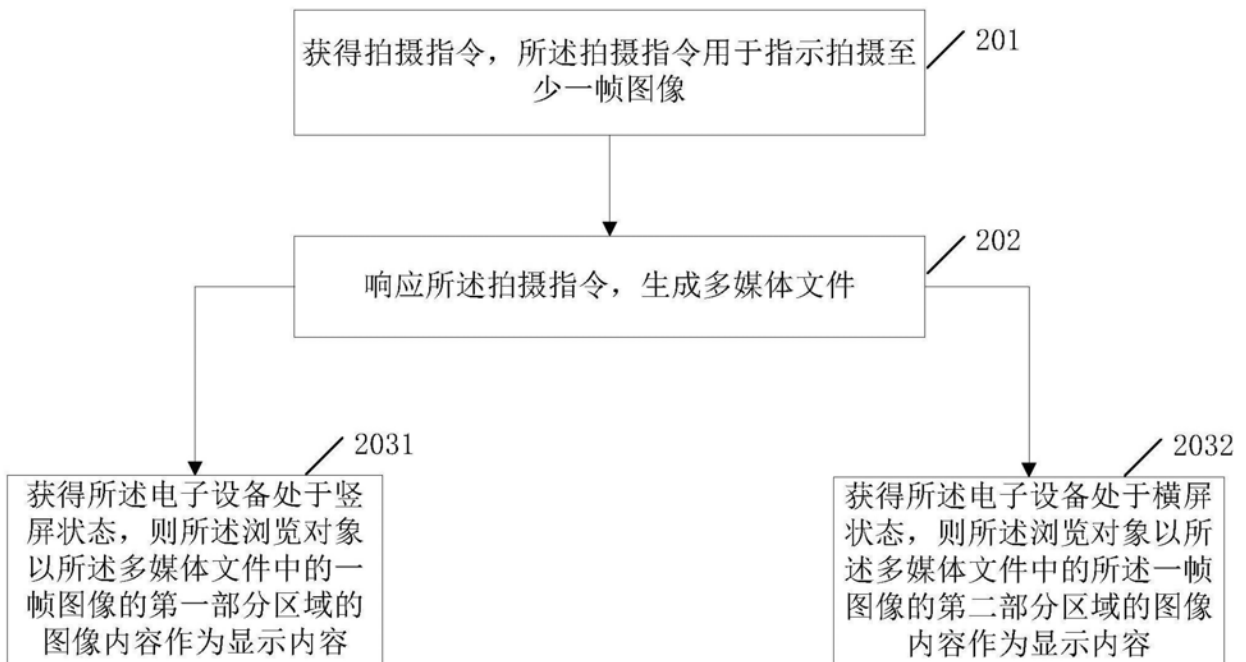 获得拍摄指令，所述拍摄指令用于指示拍摄至
少一帧图像
201
响应所述拍摄指令，生成多媒体文件
202
获得所述电子设备处于竖
屏状态，则所述浏览对象
以所述多媒体文件中的一
帧图像的第一部分区域的
图像内容作为显示内容
2031
获得所述电子设备处于横屏
状态，则所述浏览对象以所
述多媒体文件中的所述一帧
图像的第二部分区域的图像
内容作为显示内容
2032